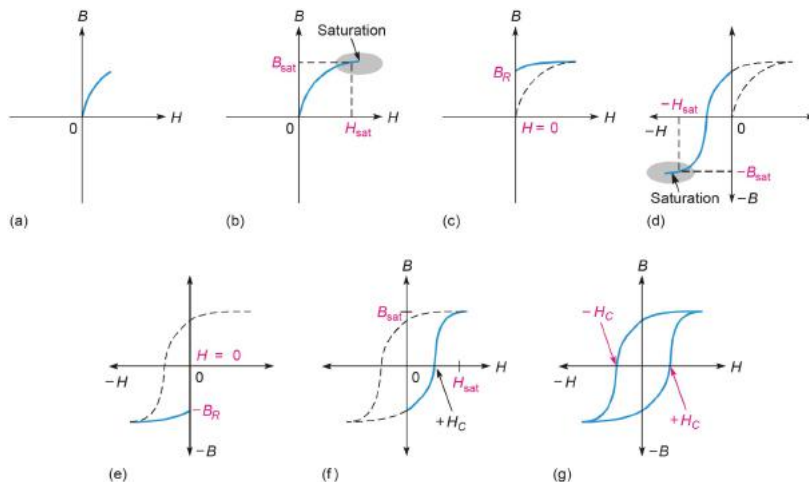 B
0
H
(a)
B
Saturation
B_sat
0
H_sat
H
(b)
B
B_R
0
H = 0
H
(c)
B
−H_sat
−H
0
H
−B_sat
Saturation
−B
(d)
H = 0
−H
0
−B_R
−B
(e)
B
B_sat
0
H
H_sat
+H_C
(f)
B
−H_C
−H
H
+H_C
−B
(g)